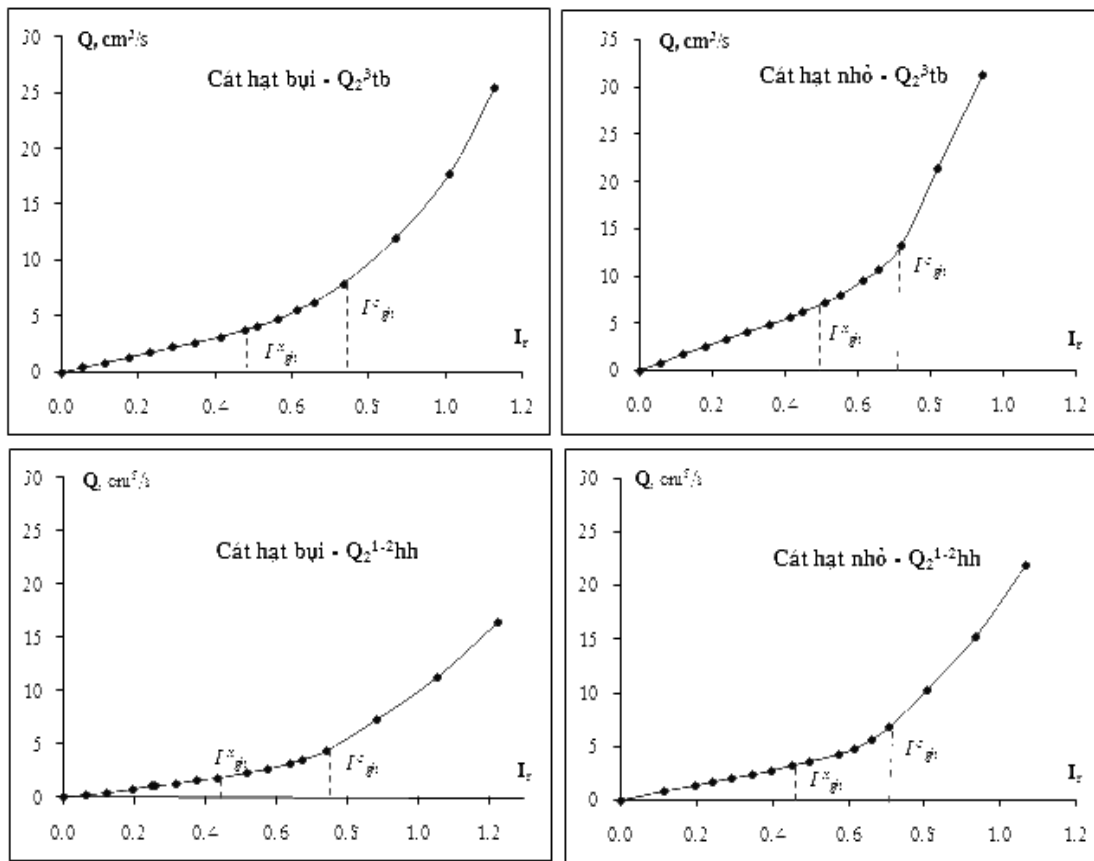 Q, cm³/s
Cát hạt bụi - Q₂³tb
30
25
20
15
10
5
0
I^x_gh
I^c_gh
I_r
0.0 0.2 0.4 0.6 0.8 1.0 1.2
Q, cm³/s
Cát hạt nhỏ - Q₂³tb
35
30
25
20
15
10
5
0
I^x_gh
I^c_gh
I_r
0.0 0.2 0.4 0.6 0.8 1.0 1.2
Q, cm³/s
Cát hạt bụi - Q₂¹⁻²hh
30
25
20
15
10
5
0
I^x_gh
I^c_gh
I_r
0.0 0.2 0.4 0.6 0.8 1.0 1.2
Q, cm³/s
Cát hạt nhỏ - Q₂¹⁻²hh
30
25
20
15
10
5
0
I^x_gh
I^c_gh
I_r
0.0 0.2 0.4 0.6 0.8 1.0 1.2